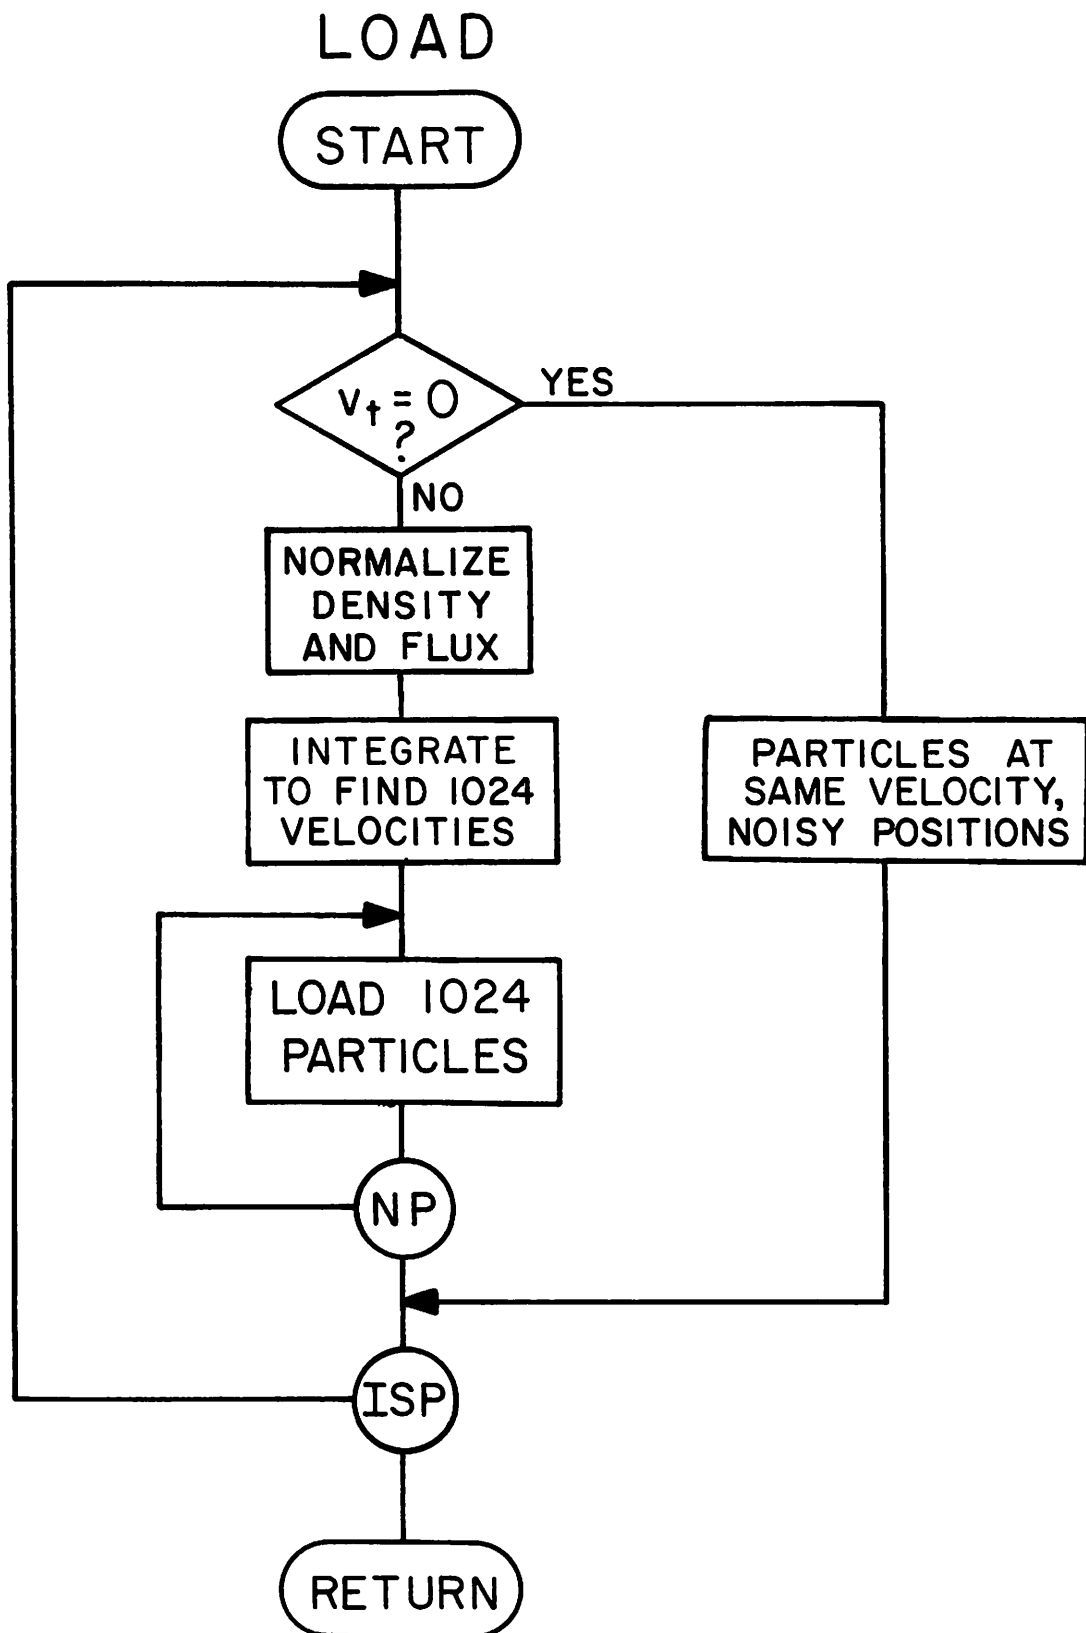 LOAD
START
v_t = 0
?
YES
NO
NORMALIZE
DENSITY
AND FLUX
INTEGRATE
TO FIND 1024
VELOCITIES
PARTICLES AT
SAME VELOCITY,
NOISY POSITIONS
LOAD 1024
PARTICLES
NP
ISP
RETURN